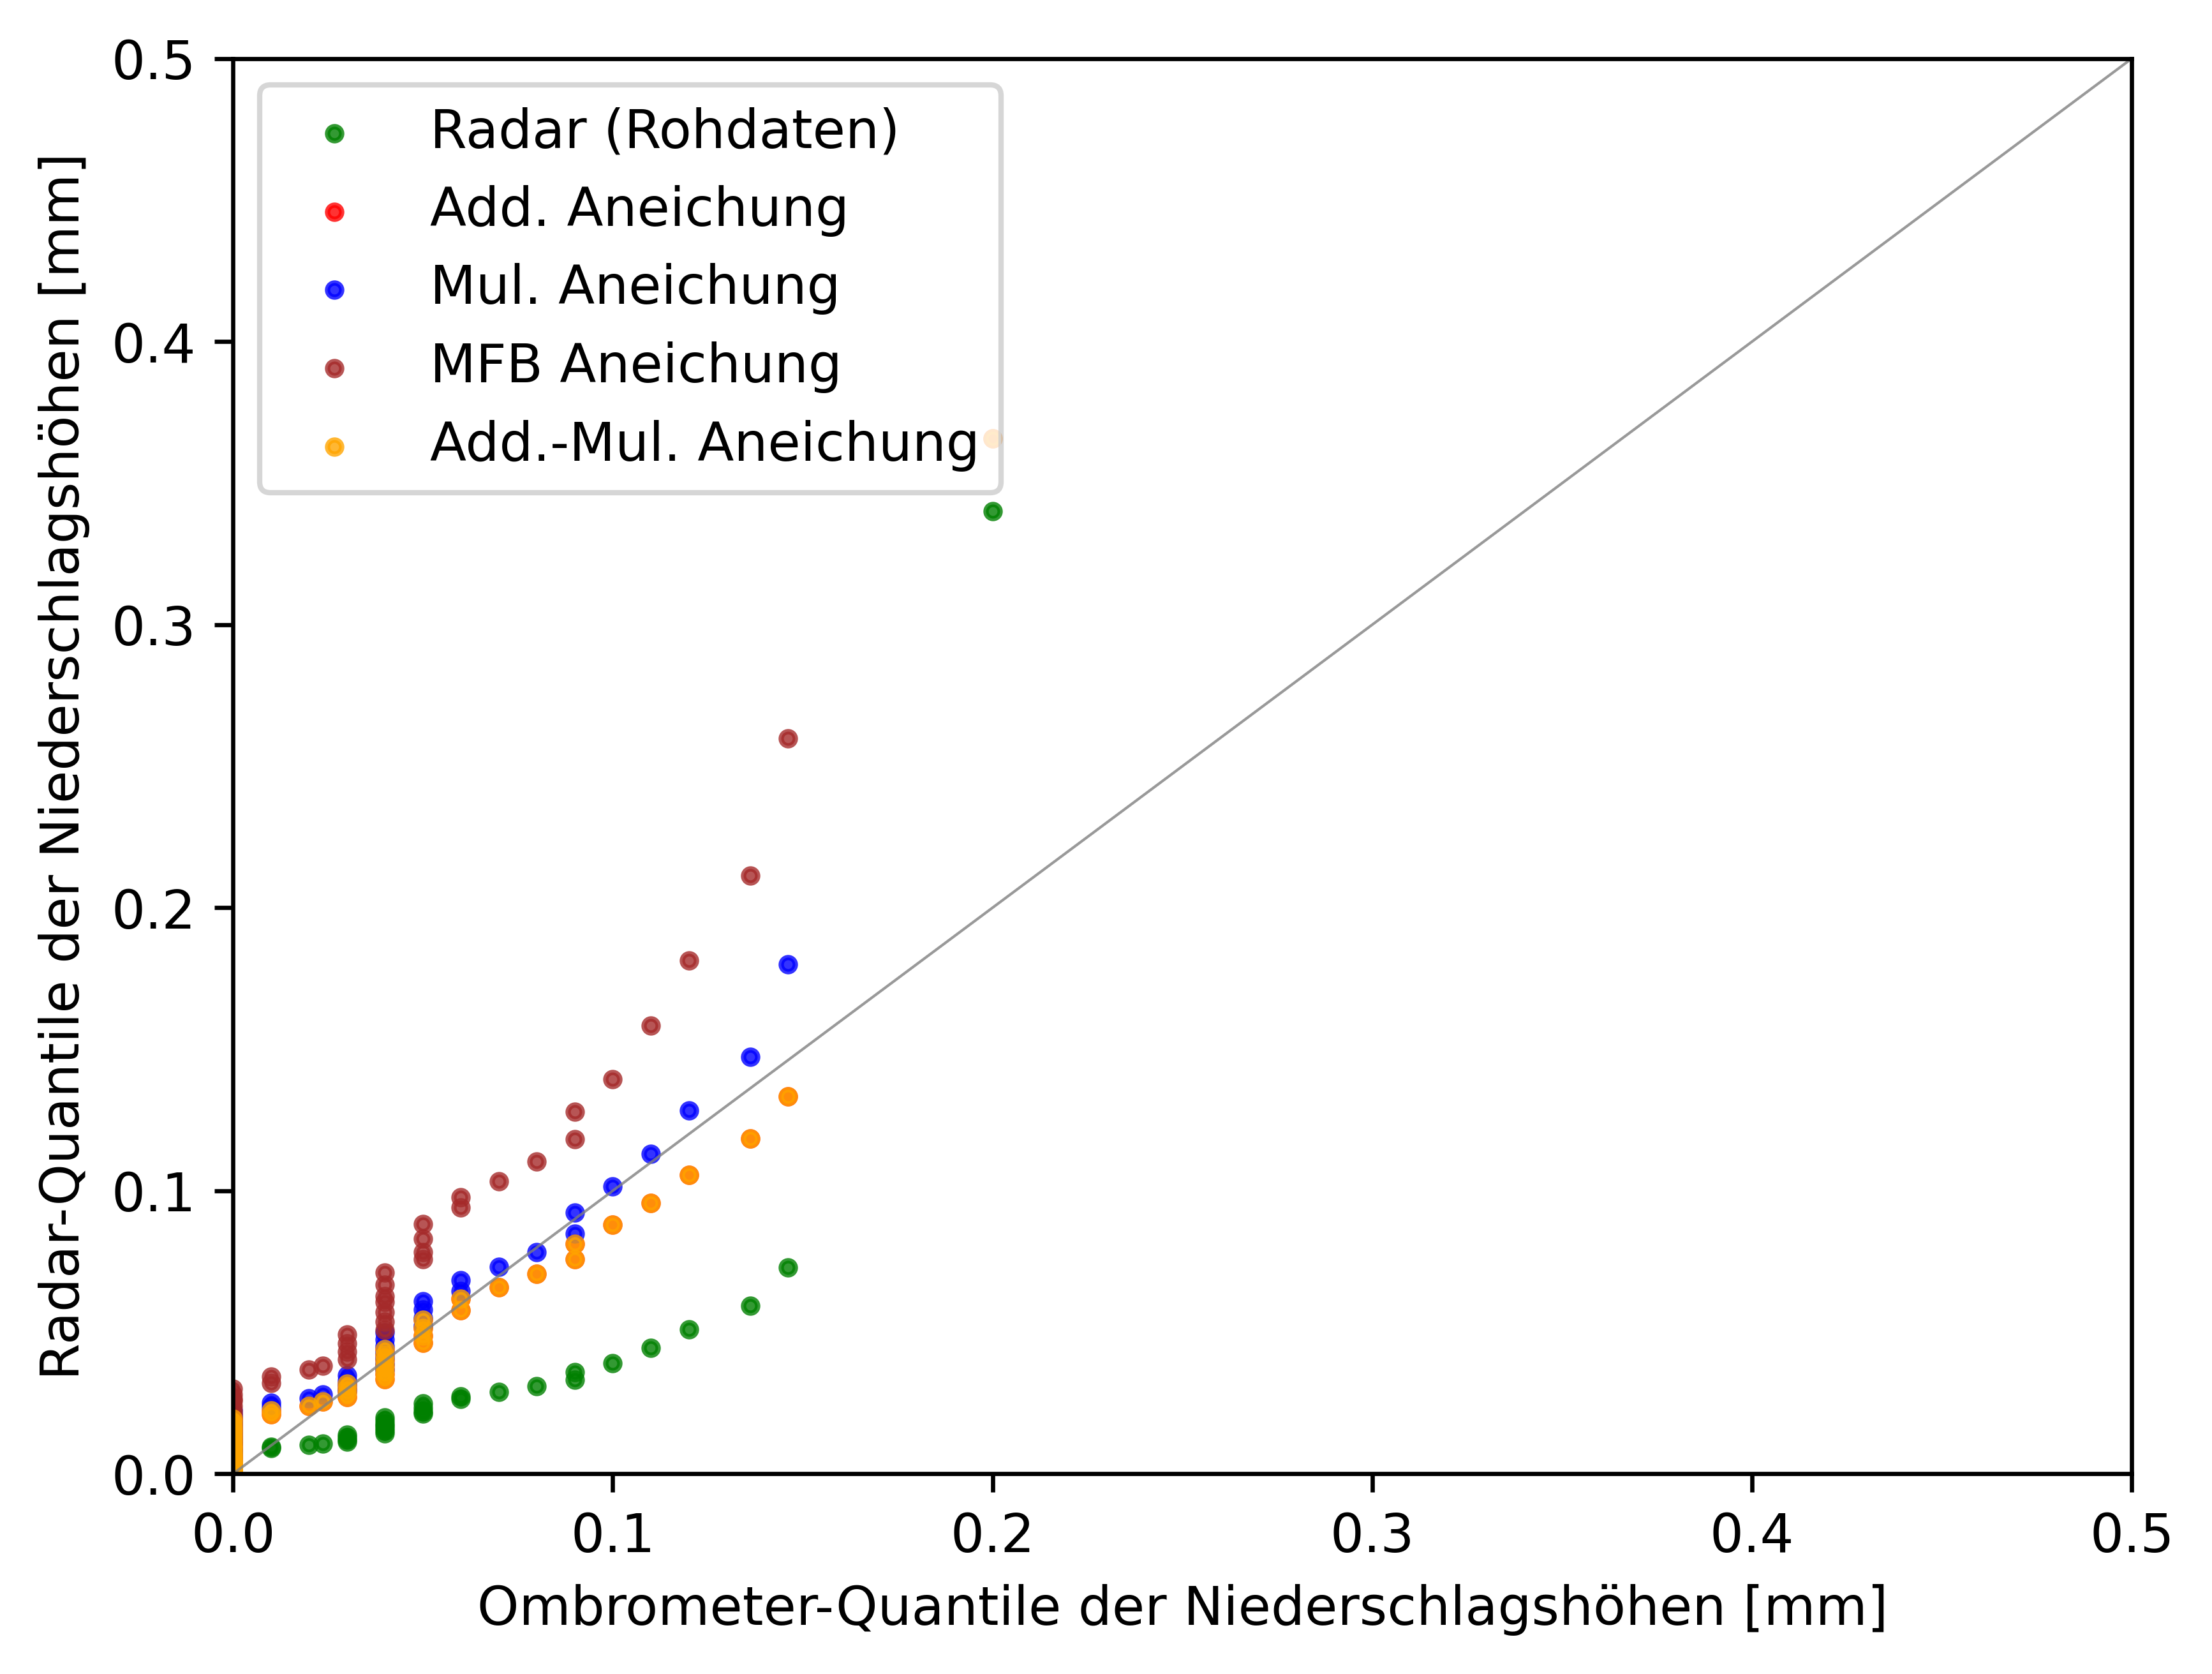 Radar-Quantile der Niederschlagshöhen [mm]
0.5
0.4
0.3
0.2
0.1
0.0
Radar (Rohdaten)
Add. Aneichung
Mul. Aneichung
MFB Aneichung
Add.-Mul. Aneichung
0.0 0.1 0.2 0.3 0.4 0.5
Ombrometer-Quantile der Niederschlagshöhen [mm]